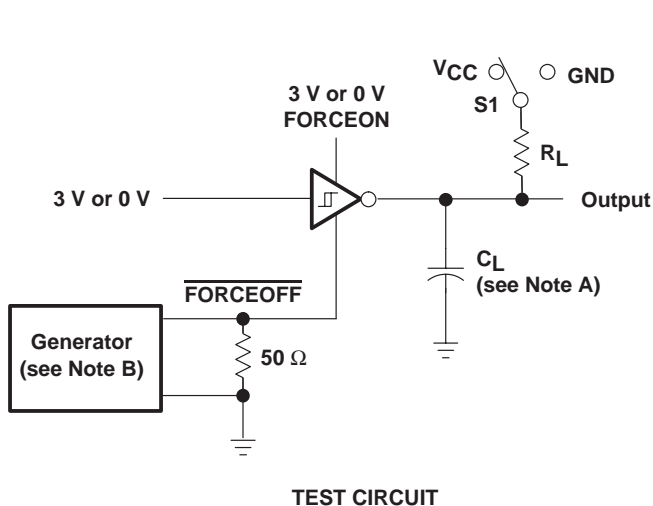 VCC
GND
S1
3 V or 0 V
FORCEON
RL
3 V or 0 V
Output
CL
(see Note A)
FORCEOFF
Generator
(see Note B)
50 Ω
TEST CIRCUIT